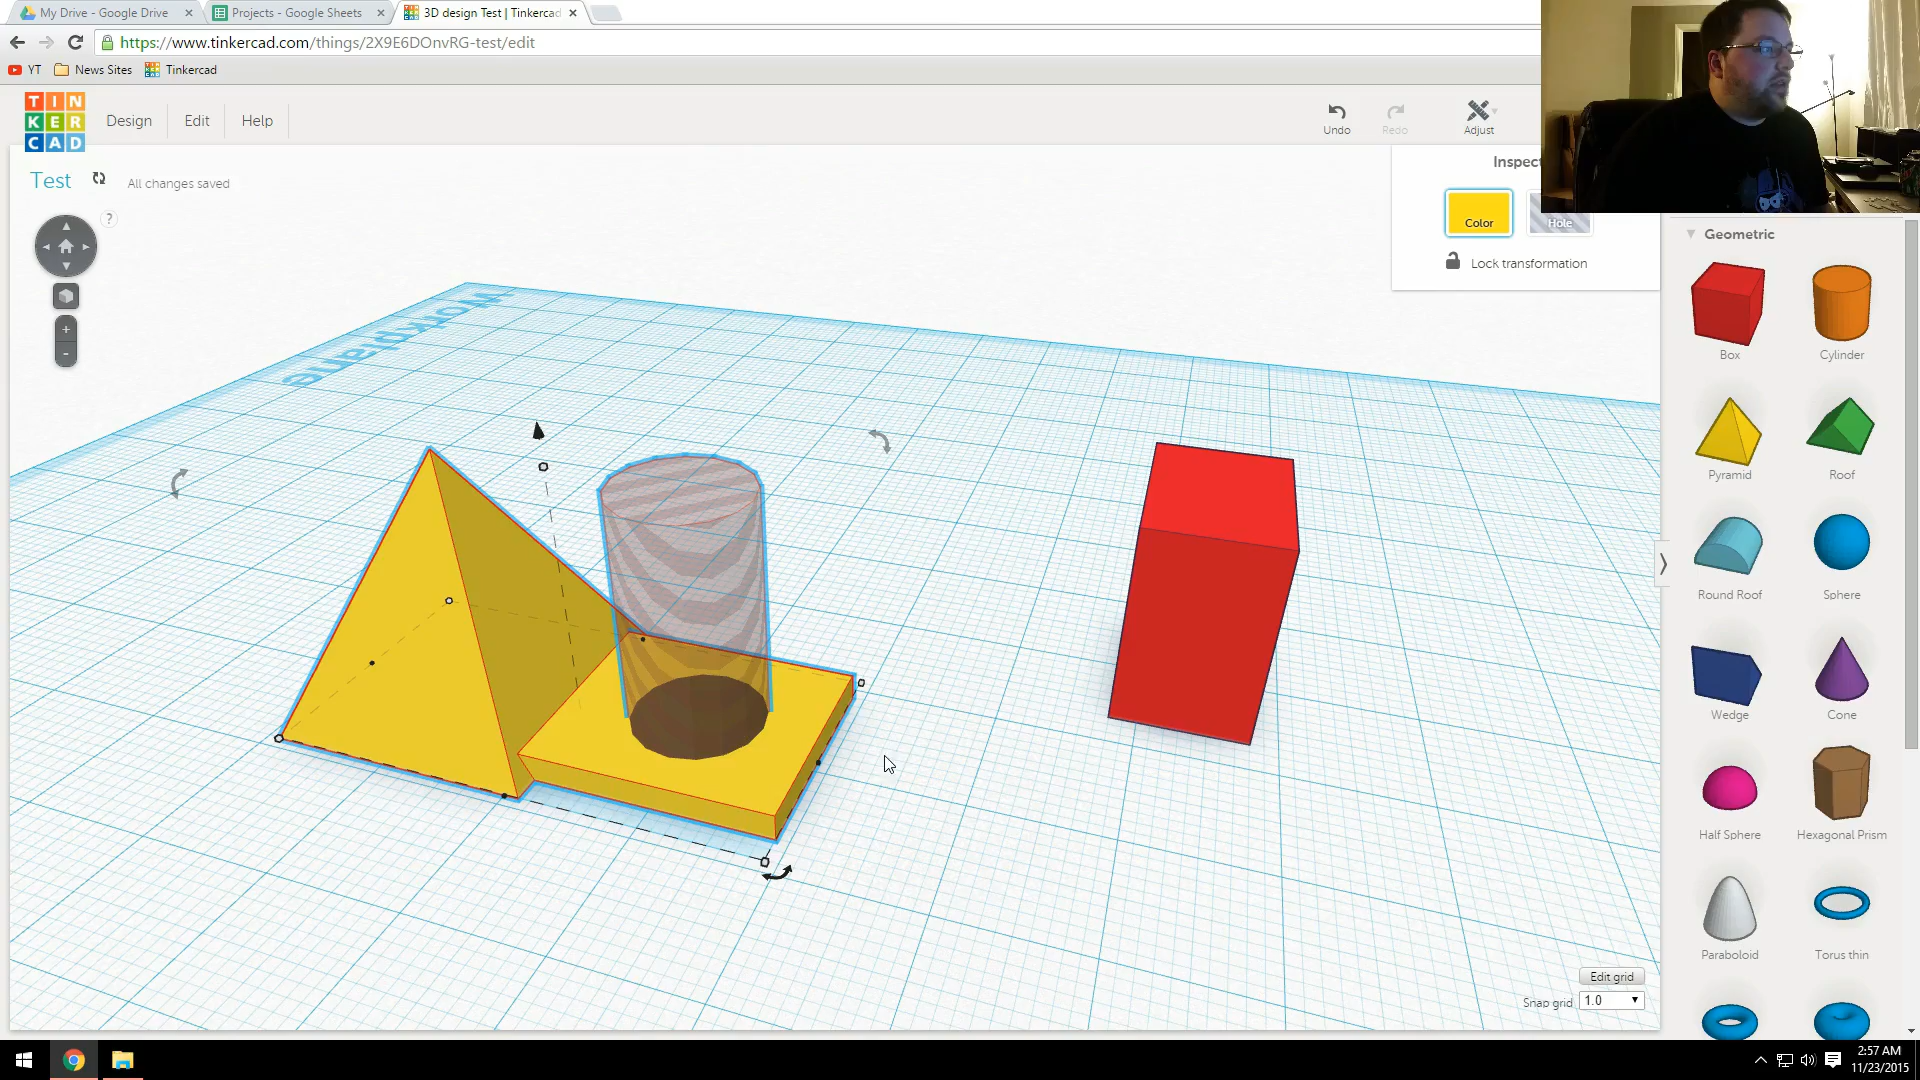 My Drive - Google Drive
Projects - Google Sheets
3D design Test | Tinkercad
https://www.tinkercad.com/things/2X9E6DOnvRG-test/edit
YT
News Sites
Tinkercad
TIN
KER
CAD
Design
Edit
Help
Undo
Redo
Adjust
Test
All changes saved
?
Inspect
Color
Hole
Lock transformation
Workplane
+
-
Geometric
Box
Cylinder
Pyramid
Roof
Round Roof
Sphere
Wedge
Cone
Half Sphere
Hexagonal Prism
Paraboloid
Torus thin
Edit grid
Snap grid
1.0
2:57 AM
11/23/2015